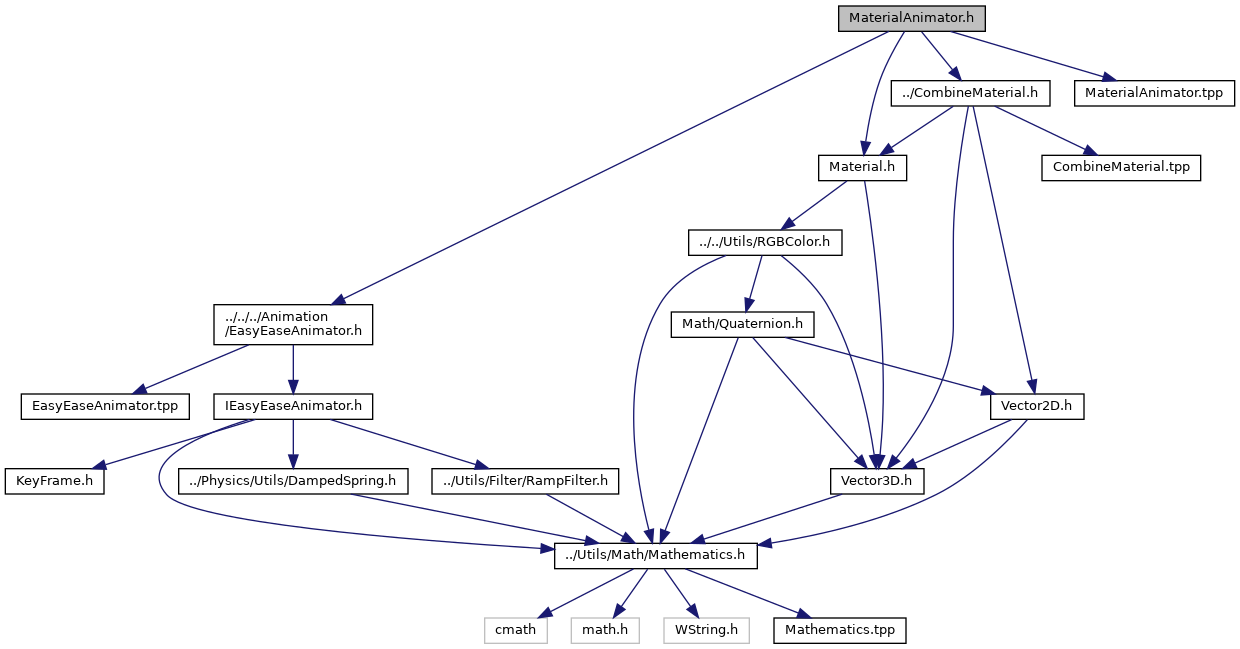 MaterialAnimator.h
../CombineMaterial.h
MaterialAnimator.tpp
Material.h
CombineMaterial.tpp
../../Utils/RGBColor.h
../../../Animation
/EasyEaseAnimator.h
Math/Quaternion.h
EasyEaseAnimator.tpp
IEasyEaseAnimator.h
Vector2D.h
KeyFrame.h
../Physics/Utils/DampedSpring.h
../Utils/Filter/RampFilter.h
Vector3D.h
../Utils/Math/Mathematics.h
cmath
math.h
WString.h
Mathematics.tpp